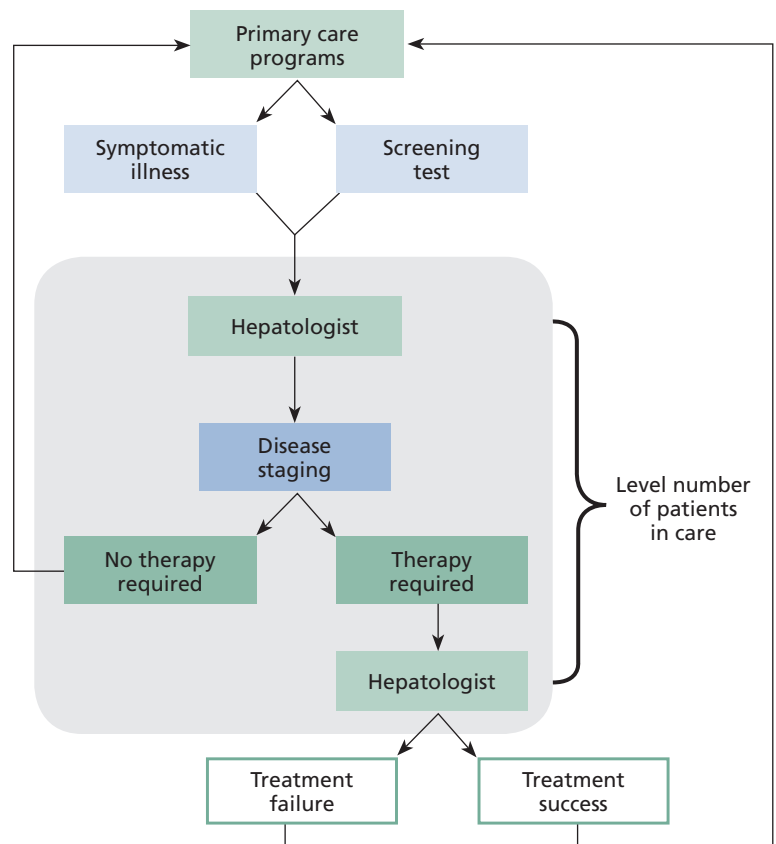 Primary care
programs
Symptomatic
illness
Screening
test
Hepatologist
Disease
staging
Level number
of patients
in care
No therapy
required
Therapy
required
Hepatologist
Treatment
failure
Treatment
success